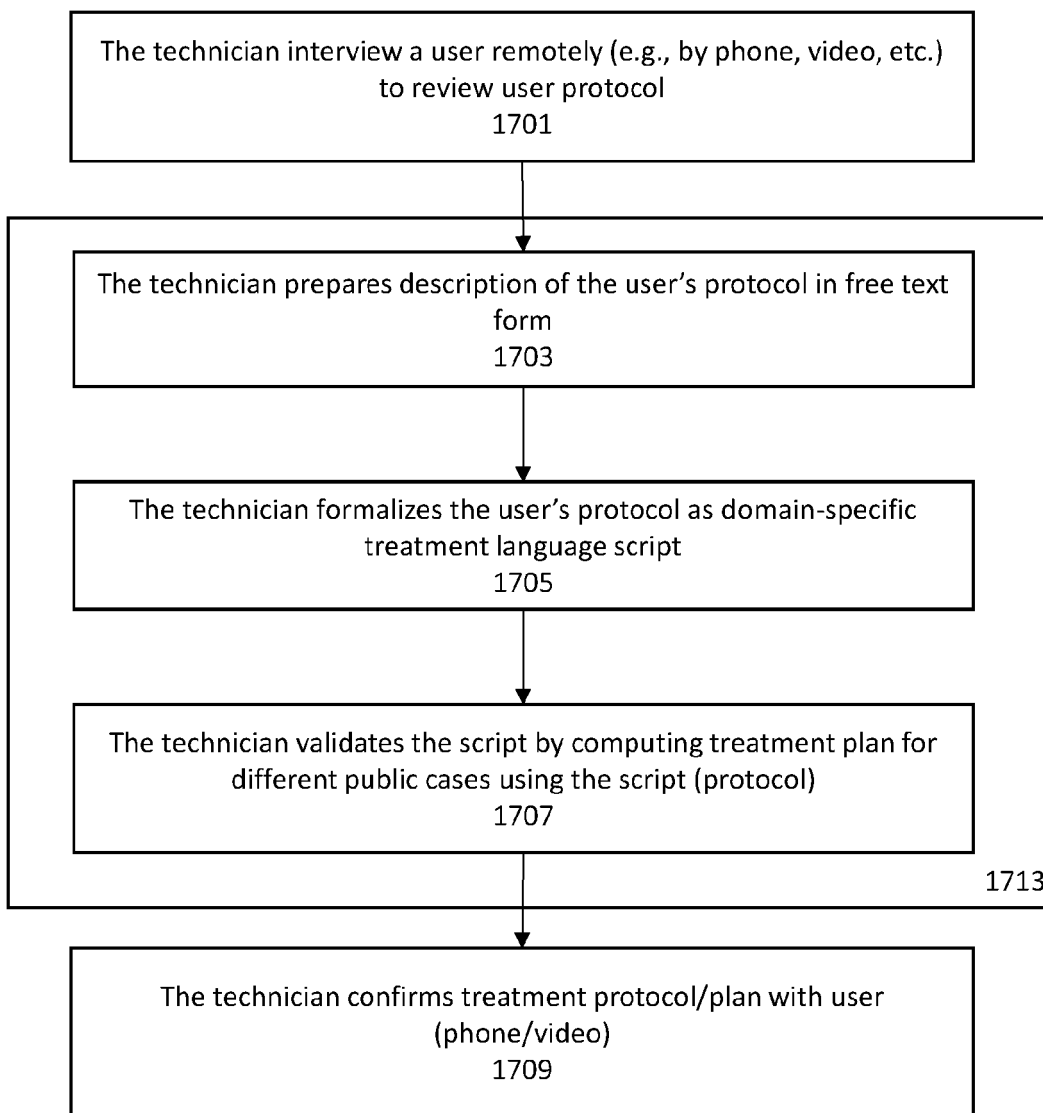 The technician interview a user remotely (e.g., by phone, video, etc.)
to review user protocol
1701
The technician prepares description of the user's protocol in free text
form
1703
The technician formalizes the user's protocol as domain-specific
treatment language script
1705
The technician validates the script by computing treatment plan for
different public cases using the script (protocol)
1707
1713
The technician confirms treatment protocol/plan with user
(phone/video)
1709